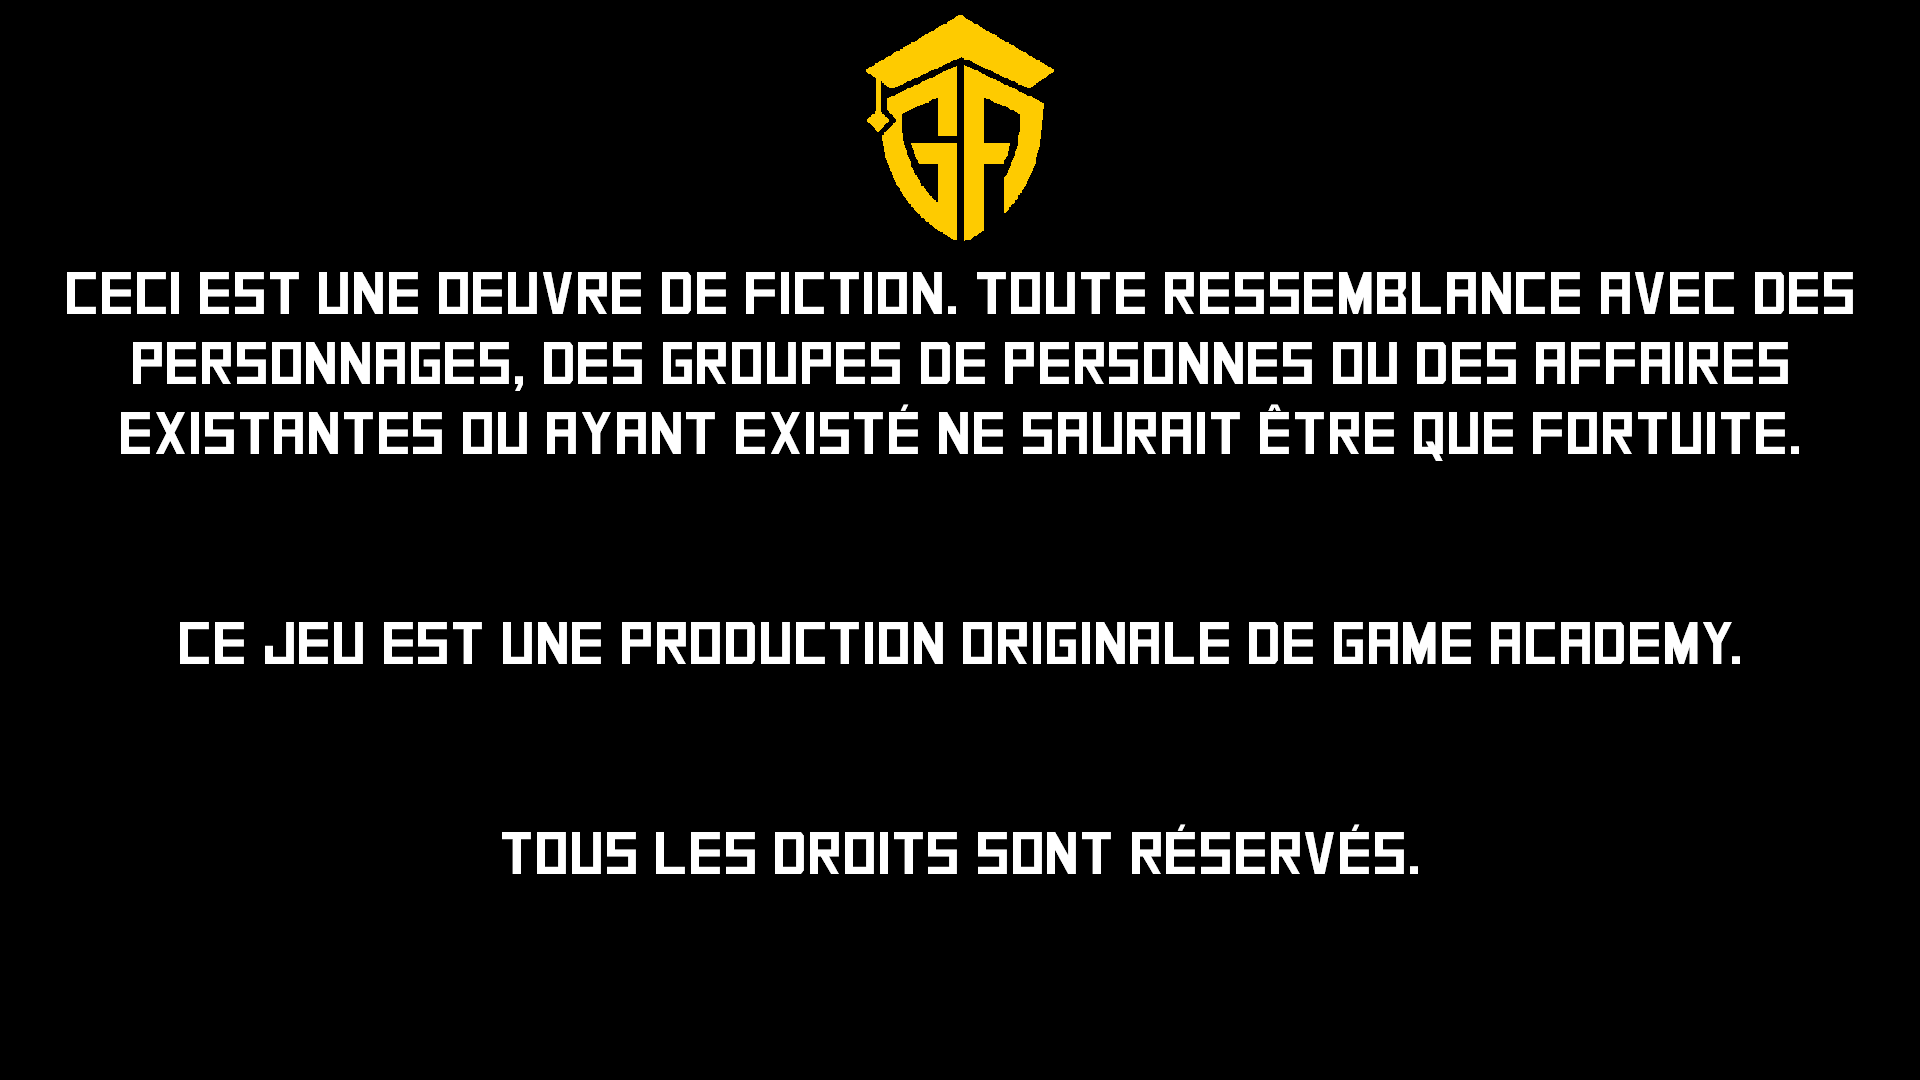 GA
CECI EST UNE OEUVRE DE FICTION. TOUTE RESSEMBLANCE AVEC DES
PERSONNAGES, DES GROUPES DE PERSONNES OU DES AFFAIRES
EXISTANTES OU AYANT EXISTÉ NE SAURAIT ÊTRE QUE FORTUITE.
CE JEU EST UNE PRODUCTION ORIGINALE DE GAME ACADEMY.
TOUS LES DROITS SONT RÉSERVÉS.